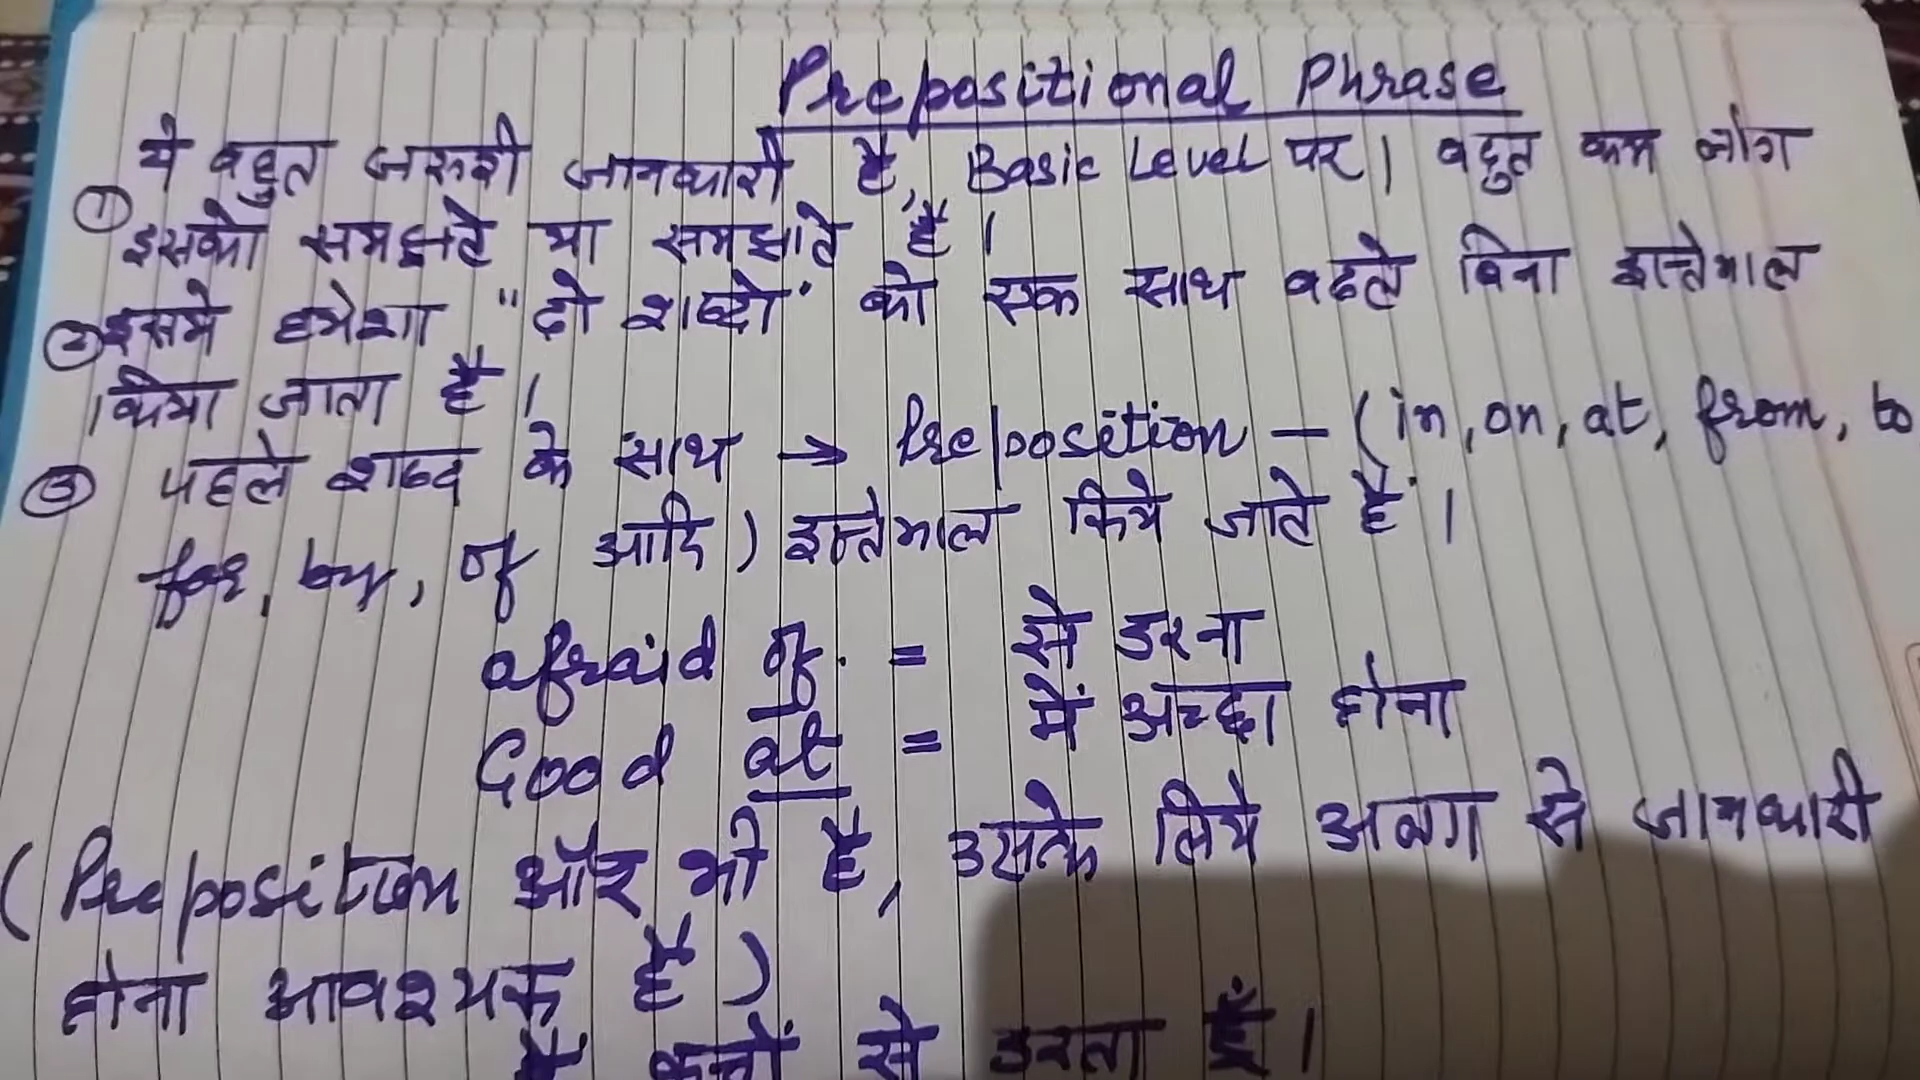 Prepositional Phrase
① ये बहुत जरुरी जानकारी है, Basic Level पर। बहुत कम लोग
इसको समझते या समझाते है।
② इसमे हमेशा "दो शब्दो" को एक साथ बदले बिना इस्तेमाल
किया जाता है।
③ पहले शब्द के साथ → Preposition – (in, on, at, from, to
for, by, of आदि) इस्तेमाल किये जाते है।
afraid of. = से डरना
Good at = में अच्छा होना
(Preposition और भी है, उसके लिये अलग से जानकारी
होना आवश्यक है)
मैं कुत्तों से डरता हूँ।